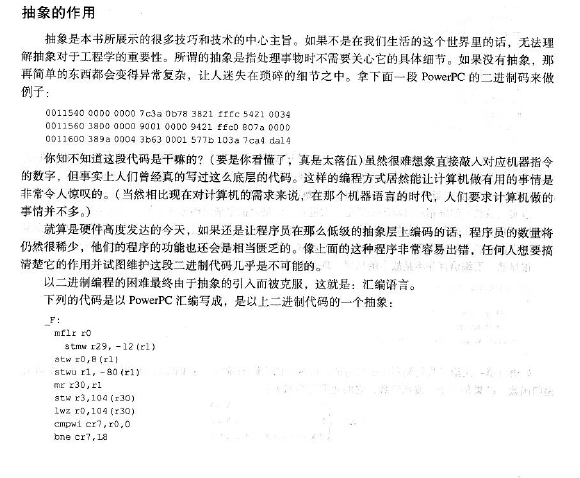 抽象的作用
抽象是本书所展示的很多技巧和技术的中心主旨。如果不是在我们生活的这个世界里的话，无法理
解抽象对于工程学的重要性。所谓的抽象是指处理事物时不需要关心它的具体细节。如果没有抽象，那
再简单的东西都会变得异常复杂，让人迷失在琐碎的细节之中。拿下面一段 PowerPC 的二进制码来做
例子：
0011540 0000 0000 7c3a 0b78 3821 fffc 5421 0034
0011560 3800 0000 9001 0000 9421 ffc0 807a 0000
0011600 389a 0004 3b63 0001 577b 103a 7ca4 da14
你知不知道这段代码是干嘛的？（要是你看懂了，真是太落伍）虽然很难想象直接敲入对应机器指令
的数字，但事实上人们曾经真的写过这么底层的代码。这样的编程方式居然能让计算机做有用的事情是
非常令人惊叹的。（当然相比现在对计算机的需求来说，在那个机器语言的时代，人们要求计算机做的
事情并不多。）
就算是硬件高度发达的今天，如果还是让程序员在那么低级的抽象层上编码的话，程序员的数量将
仍然很稀少，他们的程序的功能也还会是相当匮乏的。像上面的这种程序非常容易出错，任何人想要搞
清楚它的作用并试图维护这段二进制代码几乎是不可能的。
以二进制编程的困难最终由于抽象的引入而被克服，这就是：汇编语言。
下列的代码是以 PowerPC 汇编写成，是以上二进制代码的一个抽象：
_F:
mflr r0
stmw r29,-12(r1)
stw r0,8(r1)
stwu r1,-80(r1)
mr r30,r1
stw r3,104(r30)
lwz r0,104(r30)
cmpwi cr7,r0,0
bne cr7,L8